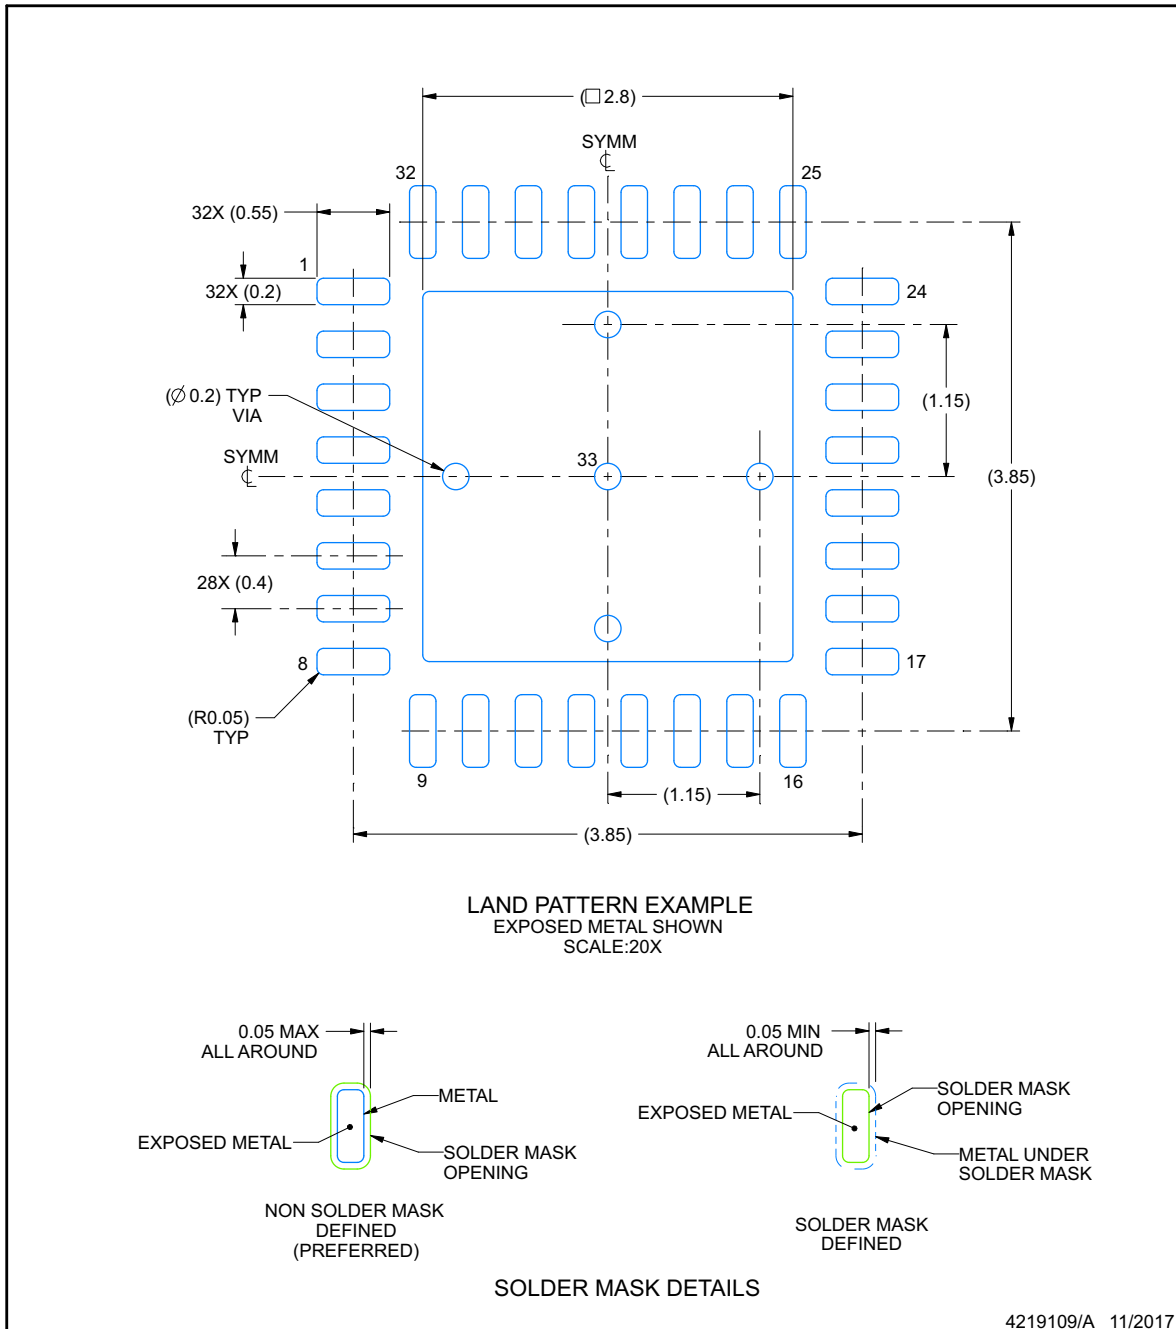 (□ 2.8)
SYMM
℄
32
25
32X (0.55)
1
32X (0.2)
24
(Ø 0.2) TYP
VIA
(1.15)
SYMM
℄
33
(3.85)
28X (0.4)
8
17
(R0.05)
TYP
9
16
(1.15)
(3.85)
LAND PATTERN EXAMPLE
EXPOSED METAL SHOWN
SCALE:20X
0.05 MAX
ALL AROUND
METAL
EXPOSED METAL
SOLDER MASK
OPENING
NON SOLDER MASK
DEFINED
(PREFERRED)
0.05 MIN
ALL AROUND
SOLDER MASK
OPENING
EXPOSED METAL
METAL UNDER
SOLDER MASK
SOLDER MASK
DEFINED
SOLDER MASK DETAILS
4219109/A 11/2017